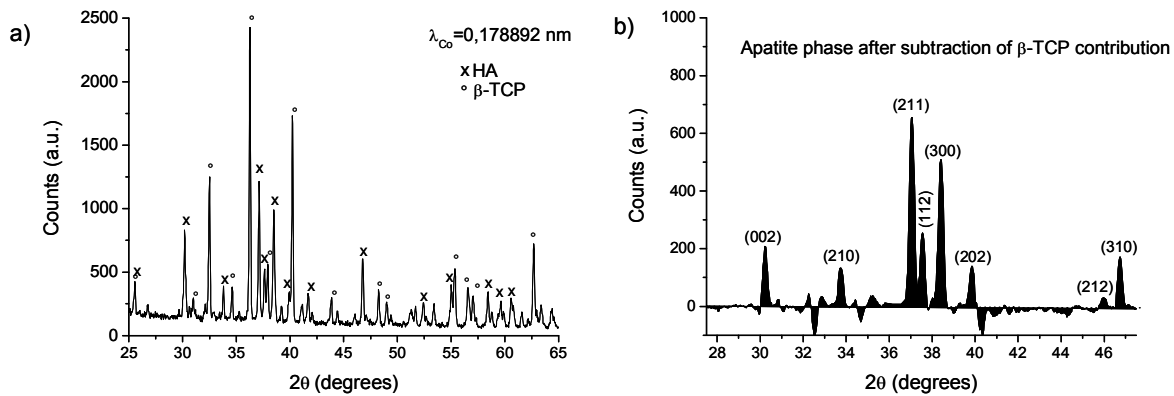 a)
λCo=0,178892 nm
x HA
° β-TCP
Counts (a.u.)
2500
2000
1500
1000
500
0
25 30 35 40 45 50 55 60 65
2θ (degrees)
b)
Apatite phase after subtraction of β-TCP contribution
Counts (a.u.)
1000
800
600
400
200
0
(002)
(210)
(211)
(112)
(300)
(202)
(212)
(310)
28 30 32 34 36 38 40 42 44 46
2θ (degrees)